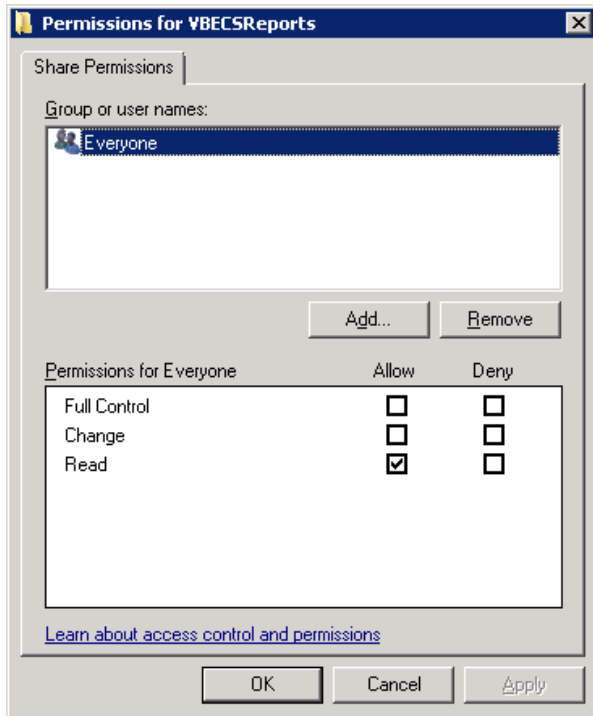 Permissions for VBECSReports
Share Permissions
Group or user names:
Everyone
Add... Remove
Permissions for Everyone Allow Deny
Full Control
Change
Read
Learn about access control and permissions
OK Cancel Apply